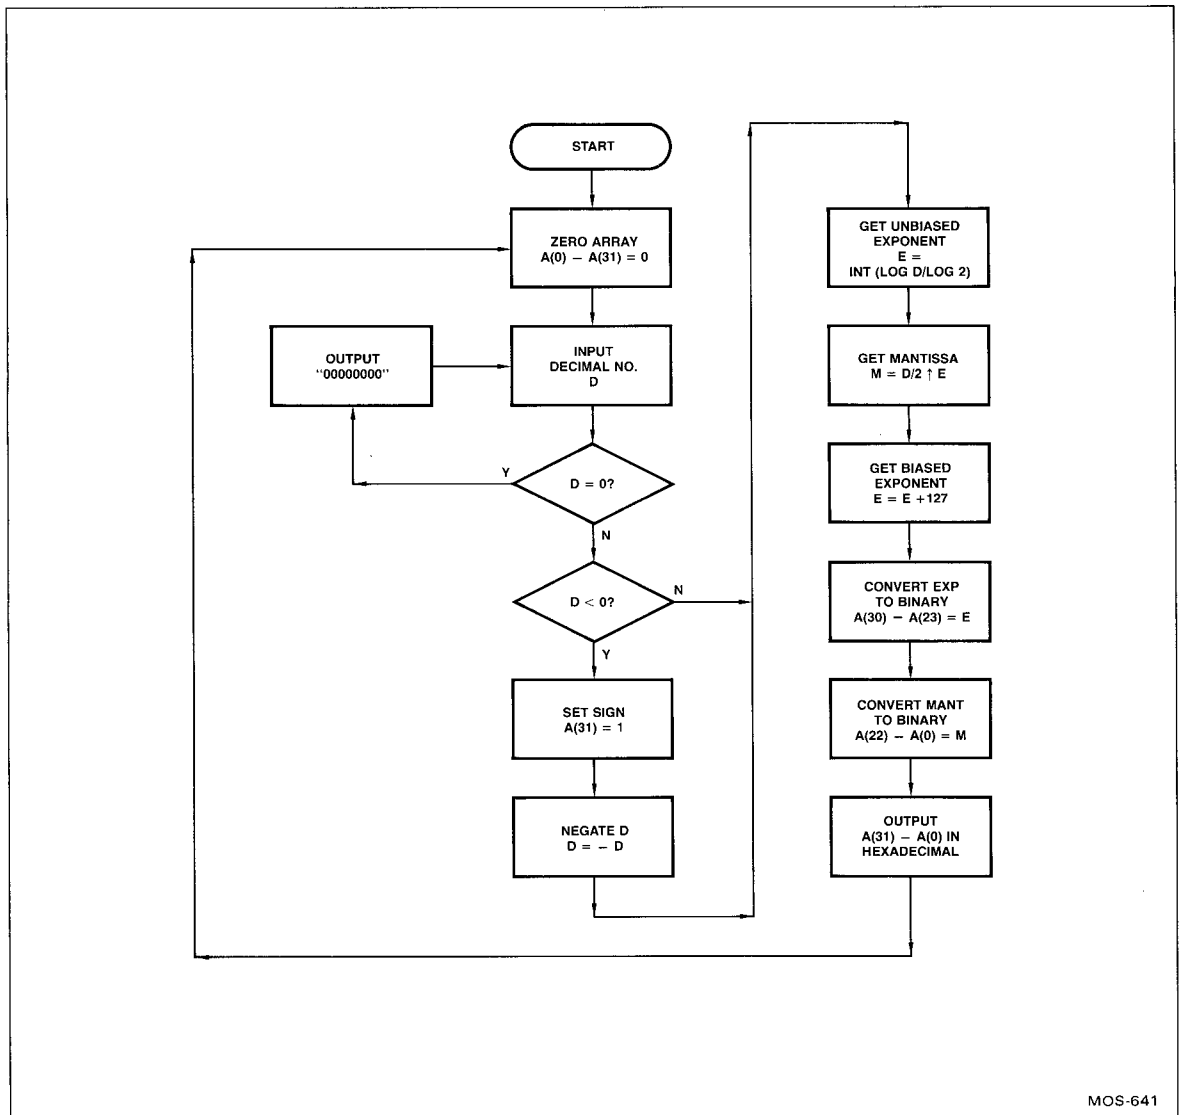 START
ZERO ARRAY
A(0) – A(31) = 0
INPUT
DECIMAL NO.
D
OUTPUT
"00000000"
D = 0?
Y
N
D < 0?
N
Y
SET SIGN
A(31) = 1
NEGATE D
D = – D
GET UNBIASED
EXPONENT
E =
INT (LOG D/LOG 2)
GET MANTISSA
M = D/2 ↑ E
GET BIASED
EXPONENT
E = E +127
CONVERT EXP
TO BINARY
A(30) – A(23) = E
CONVERT MANT
TO BINARY
A(22) – A(0) = M
OUTPUT
A(31) – A(0) IN
HEXADECIMAL
MOS-641